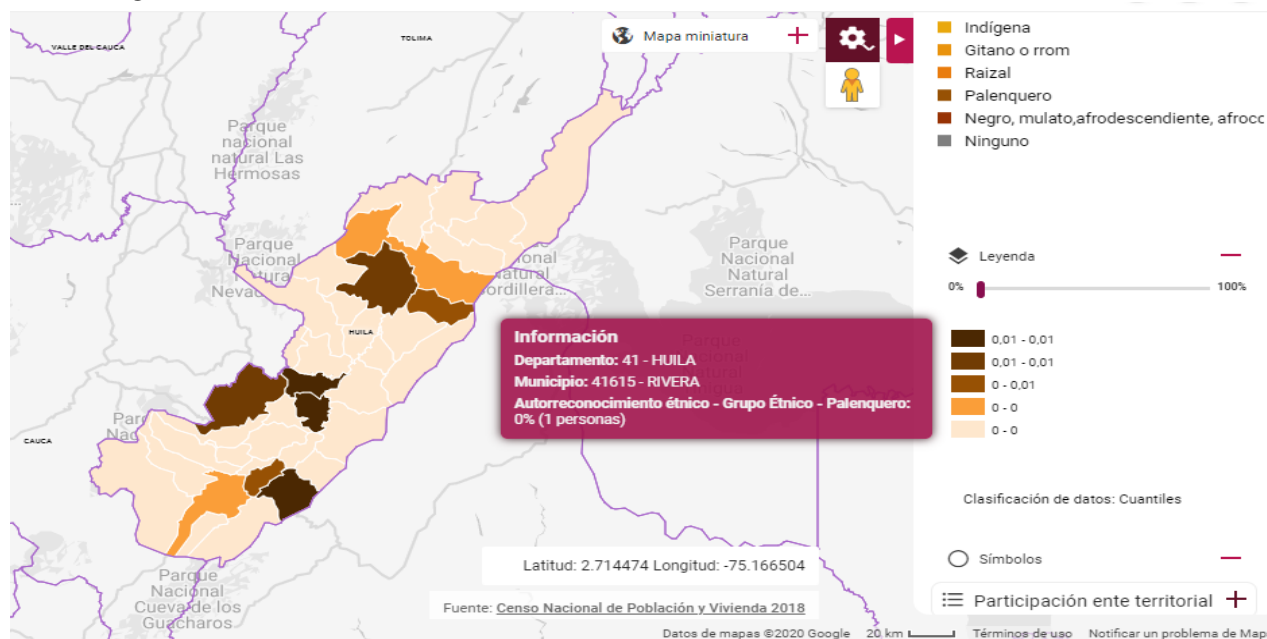 VALLE DEL CAUCA
TOLIMA
Mapa miniatura
Parque
nacional
natural Las
Hermosas
Parque
Nacional
Natural
Serranía de...
HUILA
CAUCA
Parque
Nacional
Cueva de los
Guacharos
Información
Departamento: 41 - HUILA
Municipio: 41615 - RIVERA
Autorreconocimiento étnico - Grupo Étnico - Palenquero:
0% (1 personas)
Latitud: 2.714474 Longitud: -75.166504
Fuente: Censo Nacional de Población y Vivienda 2018
Datos de mapas ©2020 Google 20 km Términos de uso Notificar un problema de Map
Indígena
Gitano o rrom
Raizal
Palenquero
Negro, mulato,afrodescendiente, afrocc
Ninguno
Leyenda
0% 100%
0,01 - 0,01
0,01 - 0,01
0 - 0,01
0 - 0
0 - 0
Clasificación de datos: Cuantiles
Símbolos
Participación ente territorial